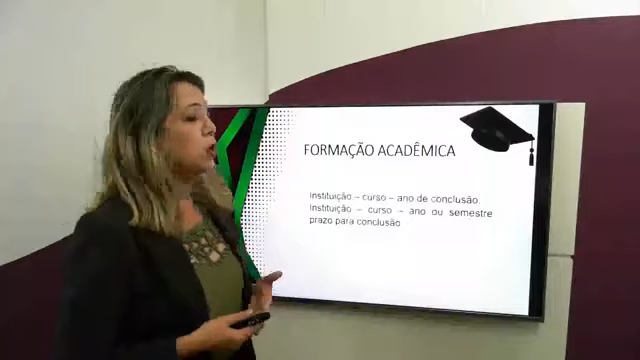 FORMAÇÃO ACADÊMICA
Instituição – curso – ano de conclusão.
Instituição – curso – ano ou semestre
prazo para conclusão